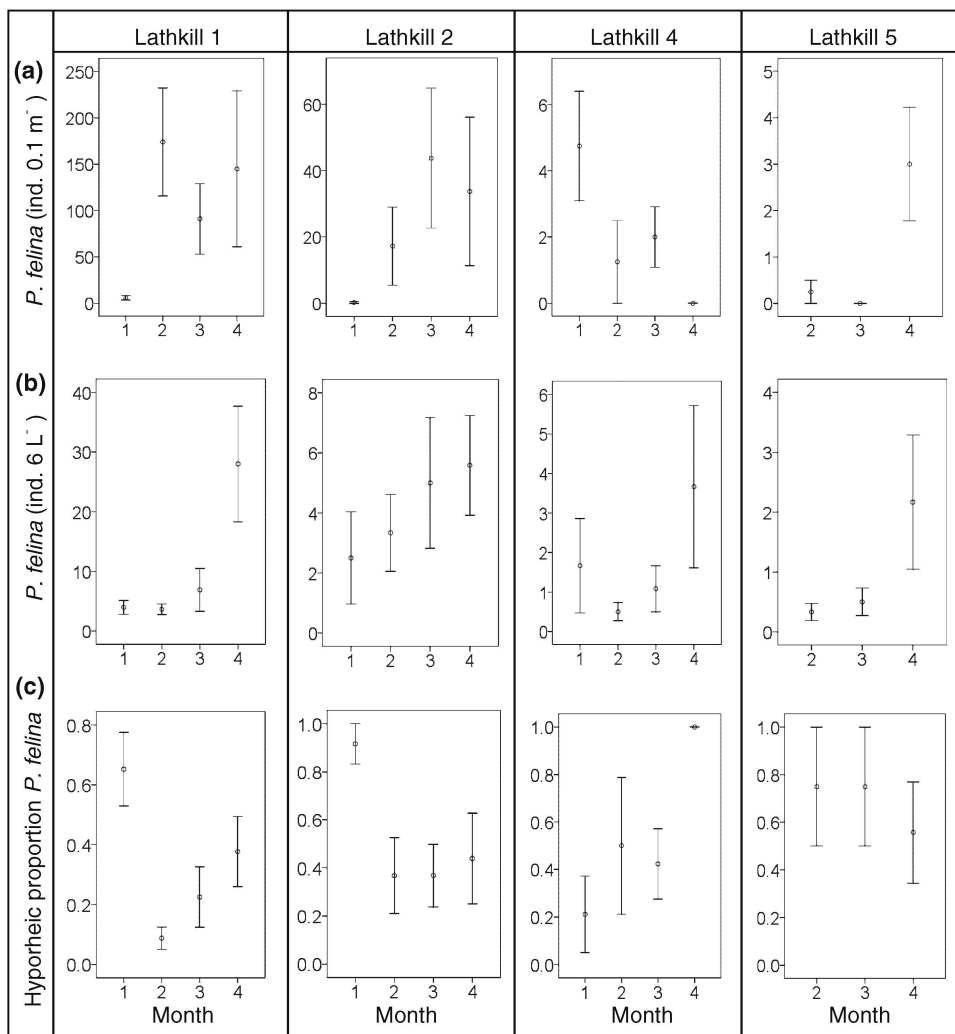 Lathkill 1 Lathkill 2 Lathkill 4 Lathkill 5
(a)
P. felina (ind. 0.1 m⁻ )
250 200 150 100 50 0
1 2 3 4
60 40 20 0
1 2 3 4
6 4 2 0
1 2 3 4
5 4 3 2 1 0
2 3 4
(b)
P. felina (ind. 6 L⁻ )
40 30 20 10 0
1 2 3 4
8 6 4 2 0
1 2 3 4
6 5 4 3 2 1 0
1 2 3 4
4 3 2 1 0
2 3 4
(c)
Hyporheic proportion P. felina
0.8 0.6 0.4 0.2 0.0
1 2 3 4
Month
1.0 0.8 0.6 0.4 0.2 0.0
1 2 3 4
Month
1.0 0.8 0.6 0.4 0.2 0.0
1 2 3 4
Month
1.0 0.8 0.6 0.4 0.2 0.0
2 3 4
Month